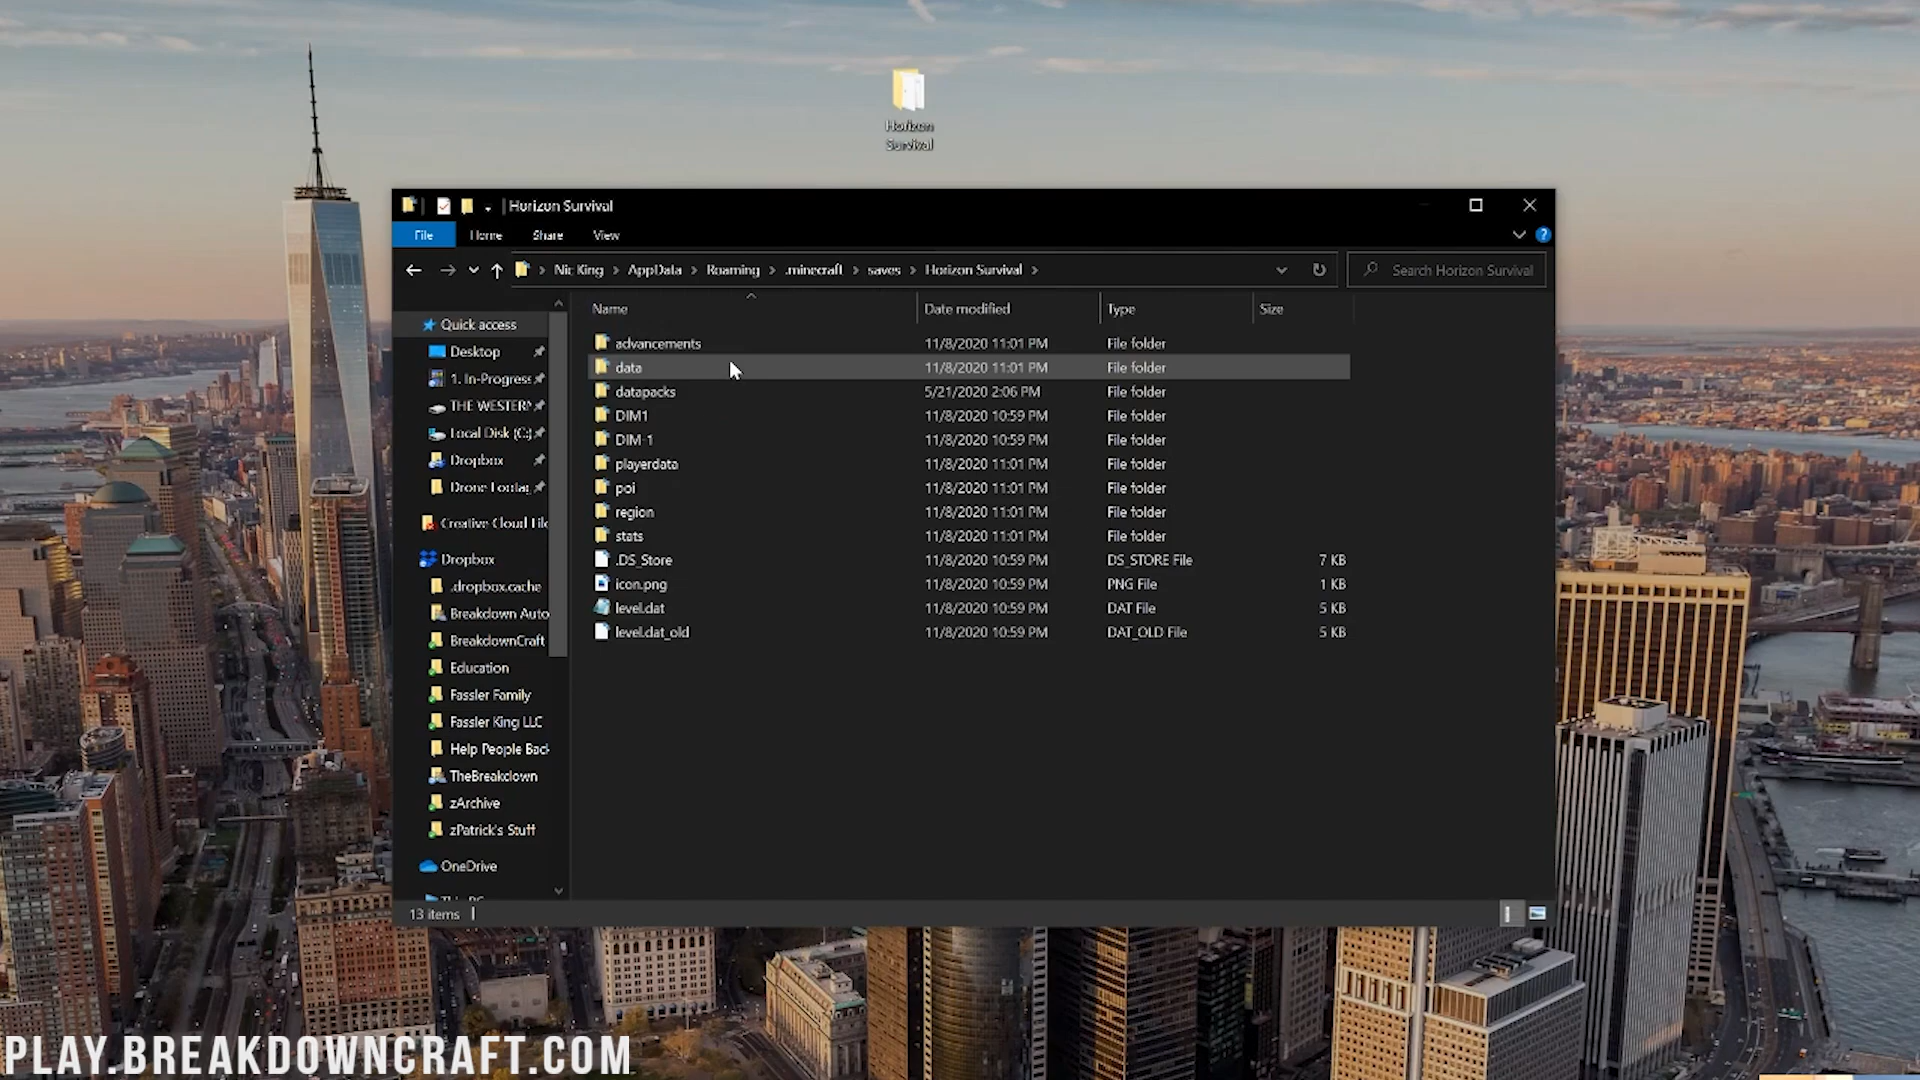 Horizon
Survival
Horizon Survival
File Home Share View
Nic King > AppData > Roaming > .minecraft > saves > Horizon Survival >
Search Horizon Survival
Name Date modified Type Size
Quick access
Desktop
1. In-Progress
THE WESTERN
Local Disk (C:)
Dropbox
Drone Footag
Creative Cloud File
Dropbox
.dropbox.cache
Breakdown Auto
BreakdownCraft
Education
Fassler Family
Fassler King LLC
Help People Back
TheBreakdown
zArchive
zPatrick's Stuff
OneDrive
This PC
advancements 11/8/2020 11:01 PM File folder
data 11/8/2020 11:01 PM File folder
datapacks 5/21/2020 2:06 PM File folder
DIM1 11/8/2020 10:59 PM File folder
DIM-1 11/8/2020 10:59 PM File folder
playerdata 11/8/2020 11:01 PM File folder
poi 11/8/2020 11:01 PM File folder
region 11/8/2020 11:01 PM File folder
stats 11/8/2020 11:01 PM File folder
.DS_Store 11/8/2020 10:59 PM DS_STORE File 7 KB
icon.png 11/8/2020 10:59 PM PNG File 1 KB
level.dat 11/8/2020 10:59 PM DAT File 5 KB
level.dat_old 11/8/2020 10:59 PM DAT_OLD File 5 KB
13 items
PLAY.BREAKDOWNCRAFT.COM